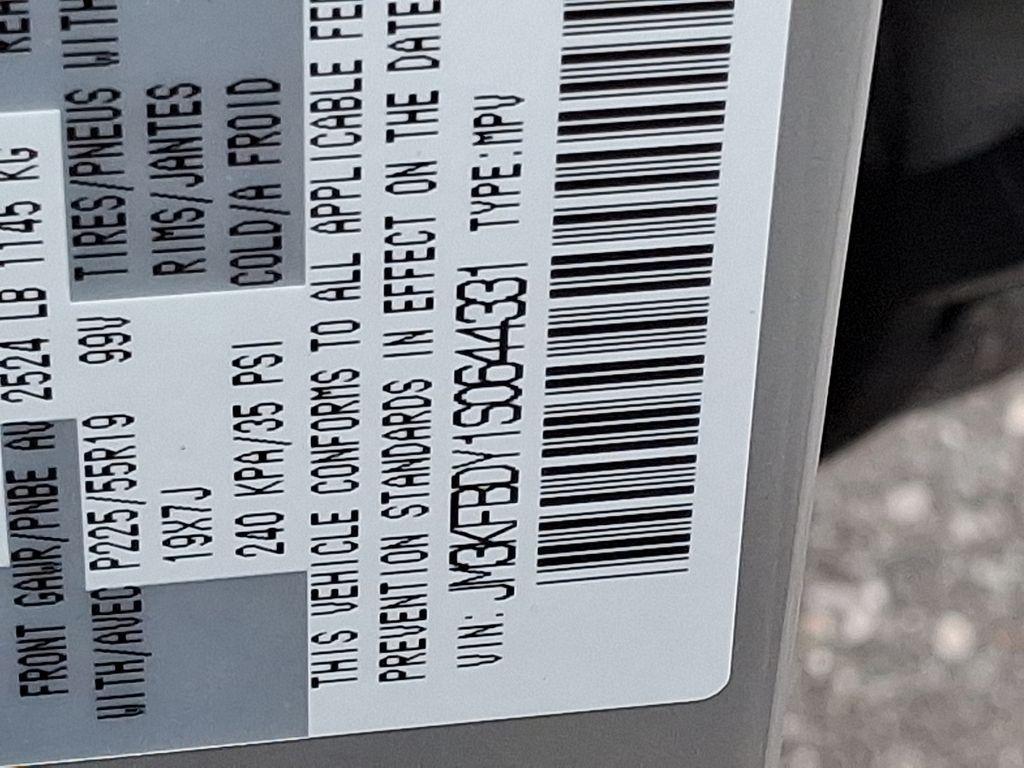 FRONT GAWR/PNBE AV 2524 LB 1145 KG
WITH/AVEC P225/55R19 99V TIRES/PNEUS WITH
19X7J RIMS/JANTES
240 KPA/35 PSI COLD/A FROID
THIS VEHICLE CONFORMS TO ALL APPLICABLE
PREVENTION STANDARDS IN EFFECT ON THE DATE
VIN: JM3KFBDY1S0644331 TYPE:MPV